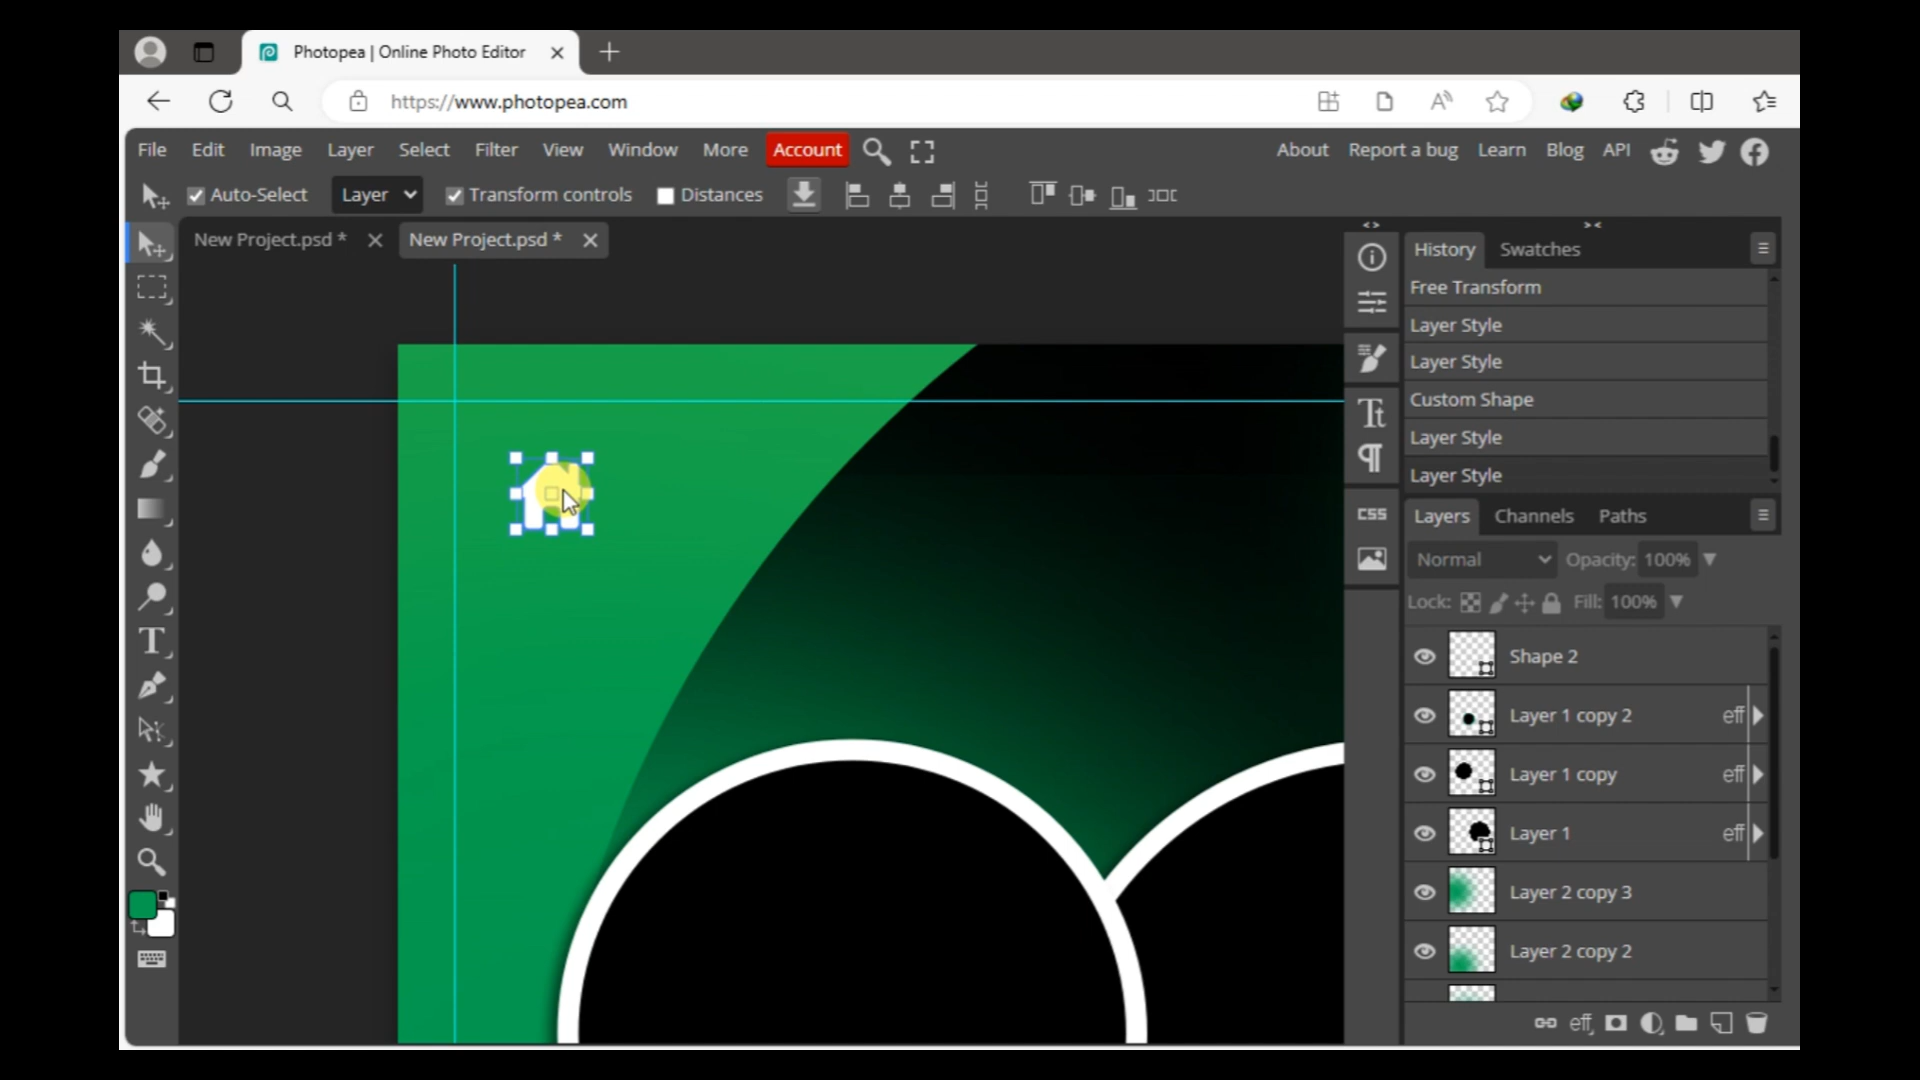 Photopea | Online Photo Editor
https://www.photopea.com
File Edit Image Layer Select Filter View Window More Account About Report a bug Learn Blog API
Auto-Select Layer Transform controls Distances
New Project.psd * New Project.psd *
History Swatches
Free Transform
Layer Style
Layer Style
Custom Shape
Layer Style
Layer Style
CSS
Layers Channels Paths
Normal Opacity: 100%
Lock: Fill: 100%
Shape 2
Layer 1 copy 2 eff
Layer 1 copy eff
Layer 1 eff
Layer 2 copy 3
Layer 2 copy 2
eff